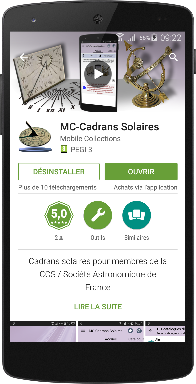 09:22
MC-Cadrans Solaires
Mobile Collections
PEGI 3
DÉSINSTALLER
OUVRIR
Plus de 10 téléchargements
Achats via l'application
5,0
Outils
Similaires
Cadrans solaires pour membres de la
CCS / Société Astronomique de
France
LIRE LA SUITE